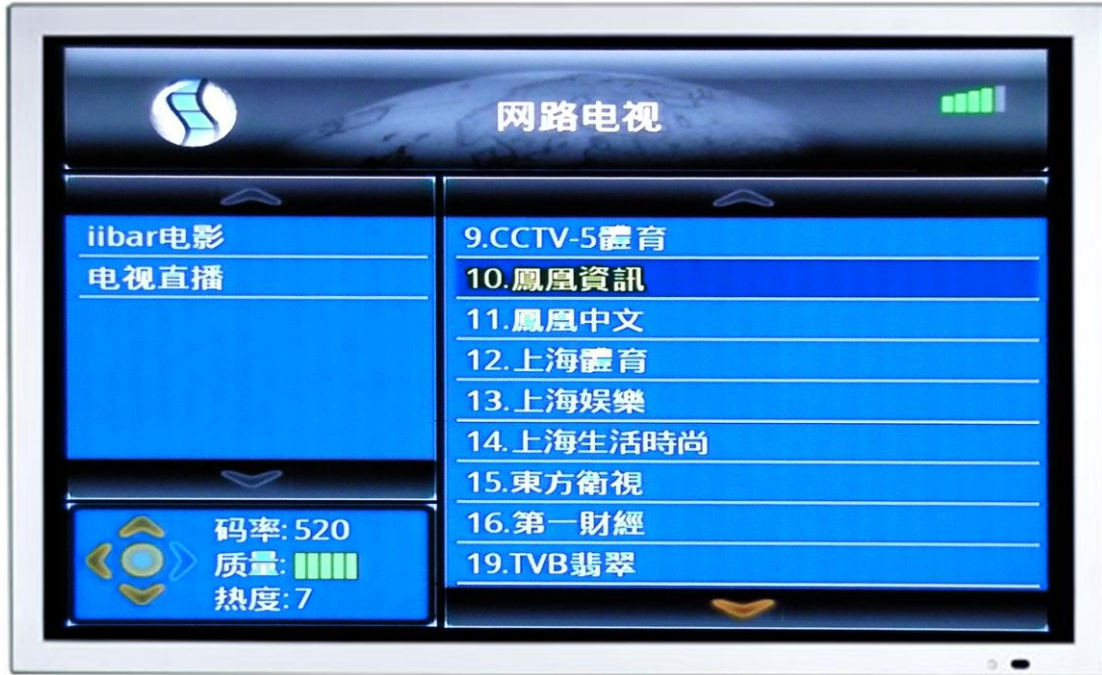 网路电视
iibar电影
电视直播
码率:520
质量:
热度:7
9.CCTV-5體育
10.鳳凰資訊
11.鳳凰中文
12.上海體育
13.上海娱樂
14.上海生活時尚
15.東方衛視
16.第一財經
19.TVB翡翠